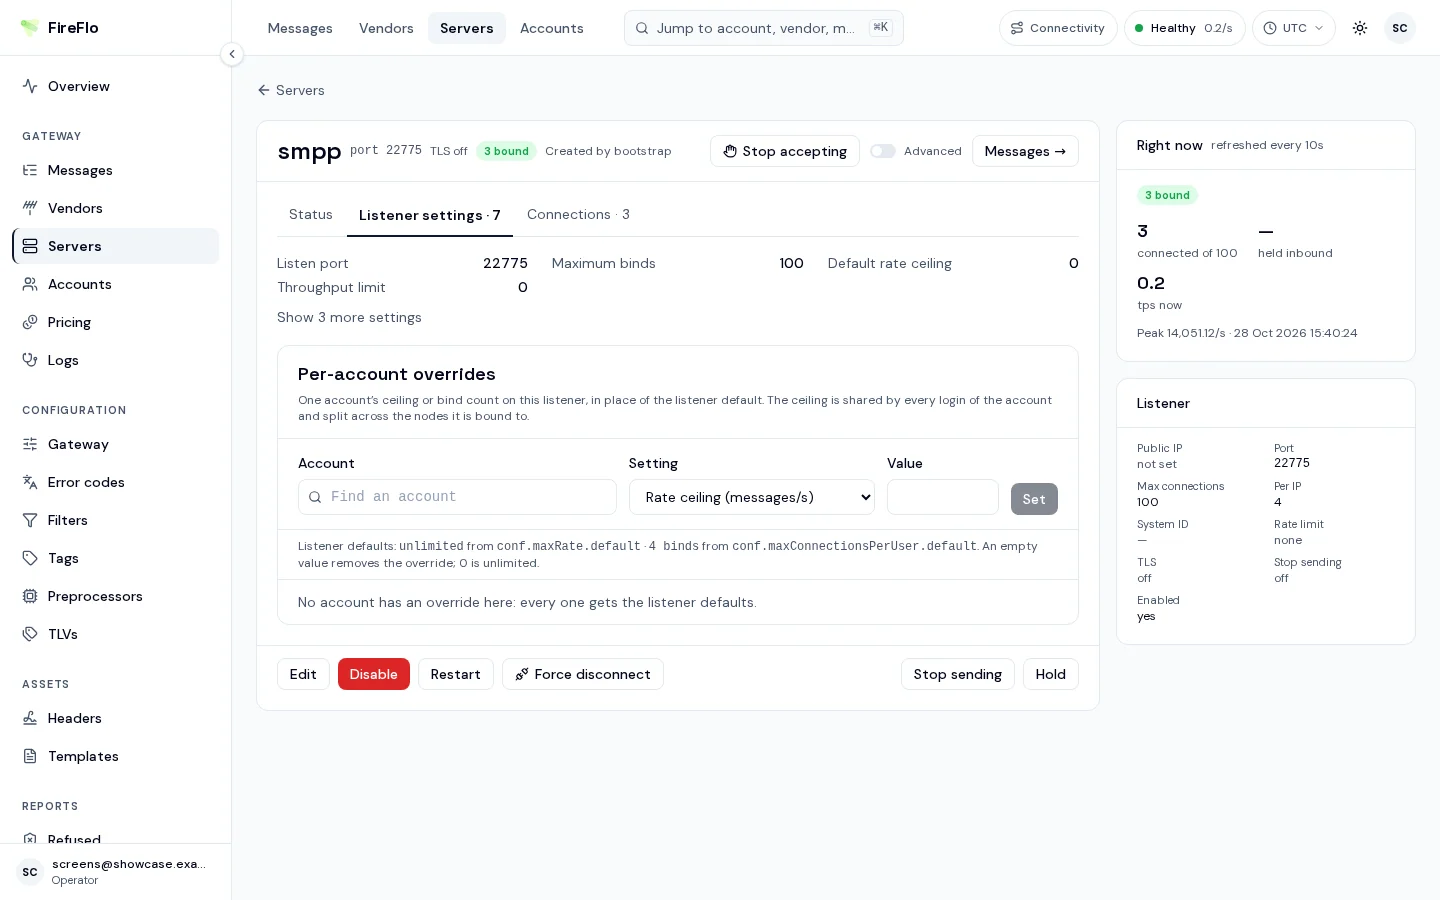 FireFlo
Messages
Vendors
Servers
Accounts
Jump to account, vendor, m...
⌘K
Connectivity
Healthy 0.2/s
UTC
SC
Overview
GATEWAY
Messages
Vendors
Servers
Accounts
Pricing
Logs
CONFIGURATION
Gateway
Error codes
Filters
Tags
Preprocessors
TLVs
ASSETS
Headers
Templates
REPORTS
Refused
SC
screens@showcase.exa...
Operator
← Servers
smpp port 22775 TLS off 3 bound Created by bootstrap
Stop accepting
Advanced
Messages →
Status
Listener settings · 7
Connections · 3
Listen port 22775
Maximum binds 100
Default rate ceiling 0
Throughput limit 0
Show 3 more settings
Per-account overrides
One account's ceiling or bind count on this listener, in place of the listener default. The ceiling is shared by every login of the account
and split across the nodes it is bound to.
Account
Find an account
Setting
Rate ceiling (messages/s)
Value
Set
Listener defaults: unlimited from conf.maxRate.default · 4 binds from conf.maxConnectionsPerUser.default. An empty
value removes the override; 0 is unlimited.
No account has an override here: every one gets the listener defaults.
Edit
Disable
Restart
Force disconnect
Stop sending
Hold
Right now refreshed every 10s
3 bound
3
connected of 100
—
held inbound
0.2
tps now
Peak 14,051.12/s · 28 Oct 2026 15:40:24
Listener
Public IP
not set
Port
22775
Max connections
100
Per IP
4
System ID
—
Rate limit
none
TLS
off
Stop sending
off
Enabled
yes